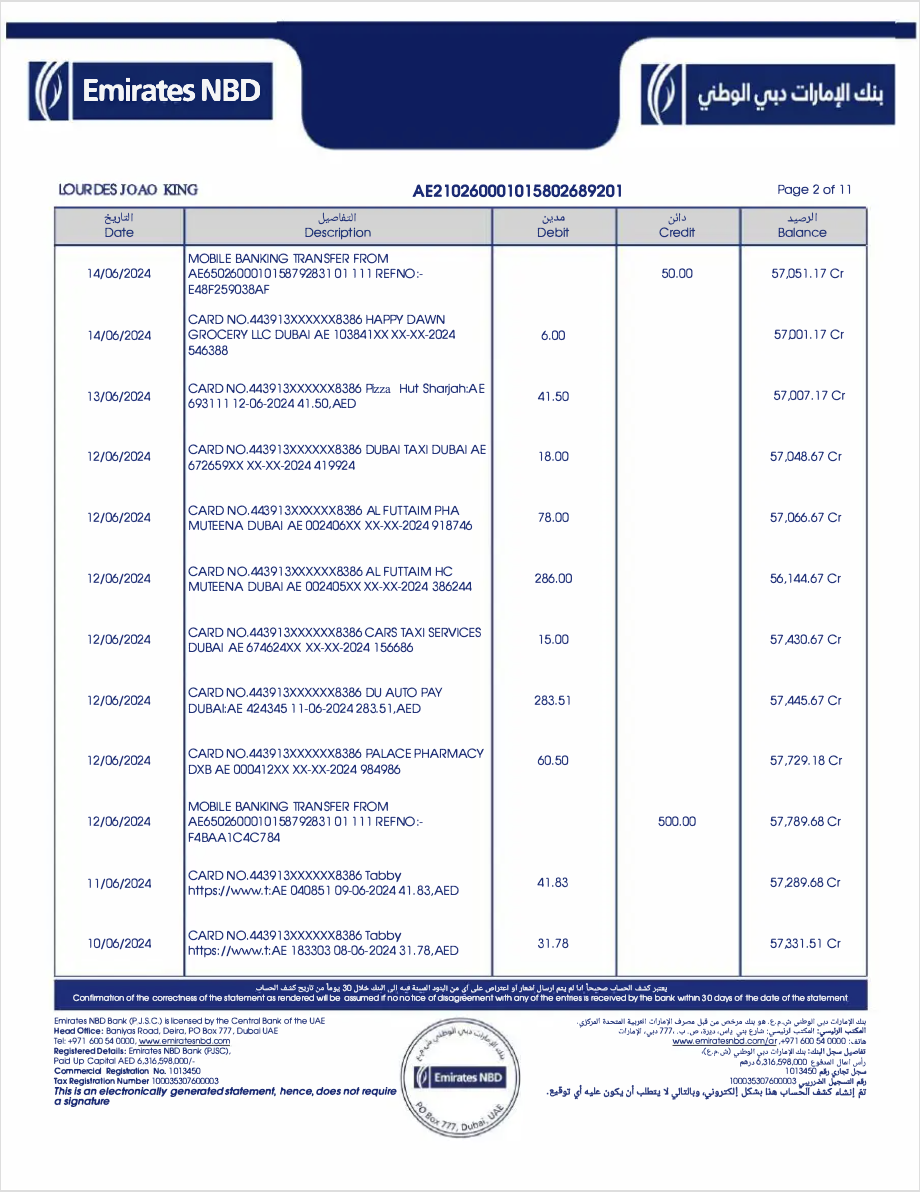 Emirates NBD
بنك الإمارات دبي الوطني
LOURDES JOAO KING
AE210260001015802689201
Page 2 of 11
التاريخ التفاصيل مدين دائن الرصيد
Date Description Debit Credit Balance
MOBILE BANKING TRANSFER FROM
14/06/2024 AE650260001015879283101 111 REFNO:- 50.00 57,051.17 Cr
E48F259038AF
CARD NO.443913XXXXXX8386 HAPPY DAWN
14/06/2024 GROCERY LLC DUBAI AE 103841XX XX-XX-2024 6.00 57,001.17 Cr
546388
13/06/2024 CARD NO.443913XXXXXX8386 Pizza Hut Sharjah:AE 41.50 57,007.17 Cr
693111 12-06-2024 41.50,AED
12/06/2024 CARD NO.443913XXXXXX8386 DUBAI TAXI DUBAI AE 18.00 57,048.67 Cr
672659XX XX-XX-2024 419924
12/06/2024 CARD NO.443913XXXXXX8386 AL FUTTAIM PHA 78.00 57,066.67 Cr
MUTEENA DUBAI AE 002406XX XX-XX-2024 918746
12/06/2024 CARD NO.443913XXXXXX8386 AL FUTTAIM HC 286.00 56,144.67 Cr
MUTEENA DUBAI AE 002405XX XX-XX-2024 386244
12/06/2024 CARD NO.443913XXXXXX8386 CARS TAXI SERVICES 15.00 57,430.67 Cr
DUBAI AE 674624XX XX-XX-2024 156686
12/06/2024 CARD NO.443913XXXXXX8386 DU AUTO PAY 283.51 57,445.67 Cr
DUBAI:AE 424345 11-06-2024 283.51,AED
12/06/2024 CARD NO.443913XXXXXX8386 PALACE PHARMACY 60.50 57,729.18 Cr
DXB AE 000412XX XX-XX-2024 984986
MOBILE BANKING TRANSFER FROM
12/06/2024 AE650260001015879283101 111 REFNO:- 500.00 57,789.68 Cr
F4BAA1C4C784
11/06/2024 CARD NO.443913XXXXXX8386 Tabby 41.83 57,289.68 Cr
https://www.t:AE 040851 09-06-2024 41.83,AED
10/06/2024 CARD NO.443913XXXXXX8386 Tabby 31.78 57,331.51 Cr
https://www.t:AE 183303 08-06-2024 31.78,AED
يعتبر كشف الحساب صحيحاً اذا لم يتم ارسال اشعار او اعتراض على أي من البنود المبينة فيه إلى البنك خلال 30 يوماً من تاريخ كشف الحساب
Confirmation of the correctness of the statement as rendered will be assumed if no notice of disagreement with any of the entries is received by the bank within 30 days of the date of the statement
Emirates NBD Bank (P.J.S.C.) is licensed by the Central Bank of the UAE
Head Office: Baniyas Road, Deira, PO Box 777, Dubai UAE
Tel: +971 600 54 0000, www.emiratesnbd.com
Registered Details: Emirates NBD Bank (PJSC),
Paid Up Capital AED 6,316,598,000/-
Commercial Registration No. 1013450
Tax Registration Number 100035307600003
This is an electronically generated statement, hence, does not require
a signature
بنك الإمارات دبي الوطني ش.م.ع
Emirates NBD
PO Box 777, Dubai, UAE
بنك الإمارات دبي الوطني ش.م.ع. هو بنك مرخص من قبل مصرف الإمارات العربية المتحدة المركزي.
المكتب الرئيسي: شارع بني ياس، ديرة، ص. ب. ٧٧٧، دبي، الإمارات
هاتف: 0000 54 600 971+, www.emiratesnbd.com/ar
تفاصيل سجل البنك: بنك الإمارات دبي الوطني (ش.م.ع)،
رأس المال المدفوع 6,316,598,000 درهم
سجل تجاري رقم 1013450
رقم التسجيل الضريبي 100035307600003
تم إنشاء كشف الحساب هذا بشكل إلكتروني، وبالتالي لا يتطلب أن يكون عليه أي توقيع.